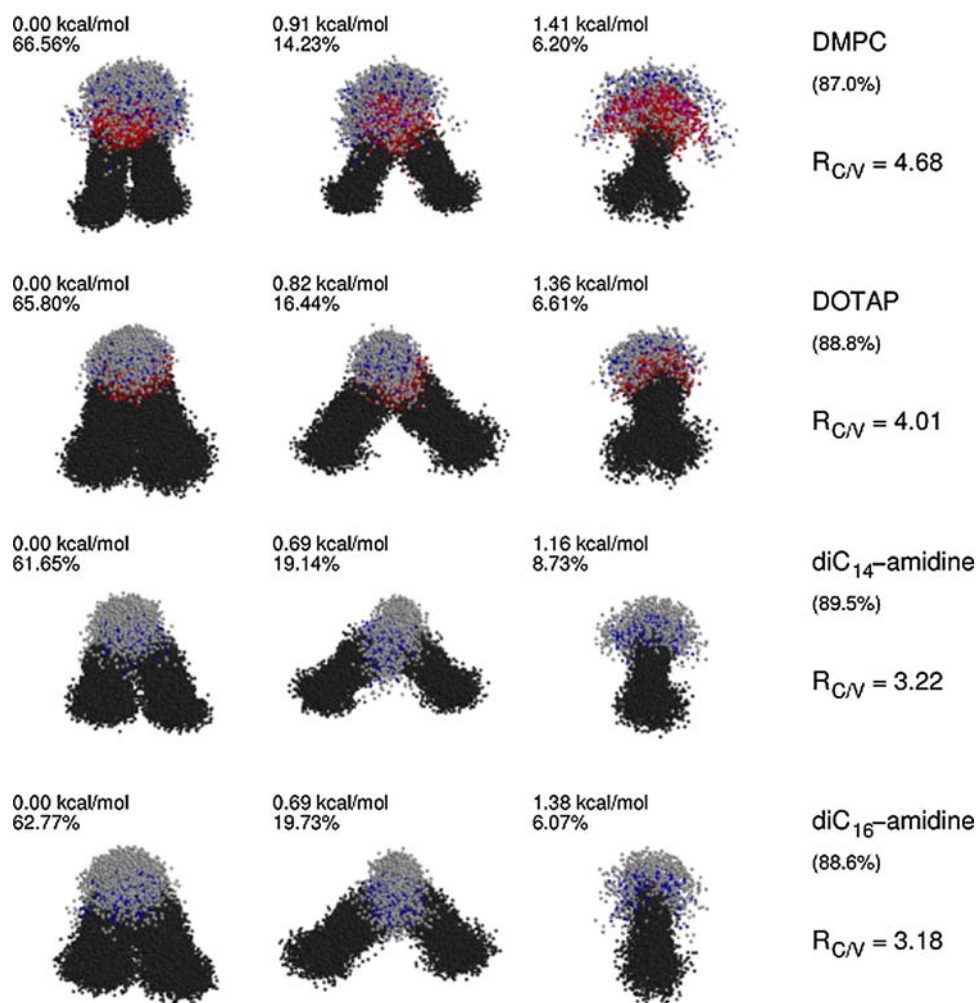 0.00 kcal/mol
66.56%
0.91 kcal/mol
14.23%
1.41 kcal/mol
6.20%
DMPC
(87.0%)
R_C/V = 4.68
0.00 kcal/mol
65.80%
0.82 kcal/mol
16.44%
1.36 kcal/mol
6.61%
DOTAP
(88.8%)
R_C/V = 4.01
0.00 kcal/mol
61.65%
0.69 kcal/mol
19.14%
1.16 kcal/mol
8.73%
diC14-amidine
(89.5%)
R_C/V = 3.22
0.00 kcal/mol
62.77%
0.69 kcal/mol
19.73%
1.38 kcal/mol
6.07%
diC16-amidine
(88.6%)
R_C/V = 3.18